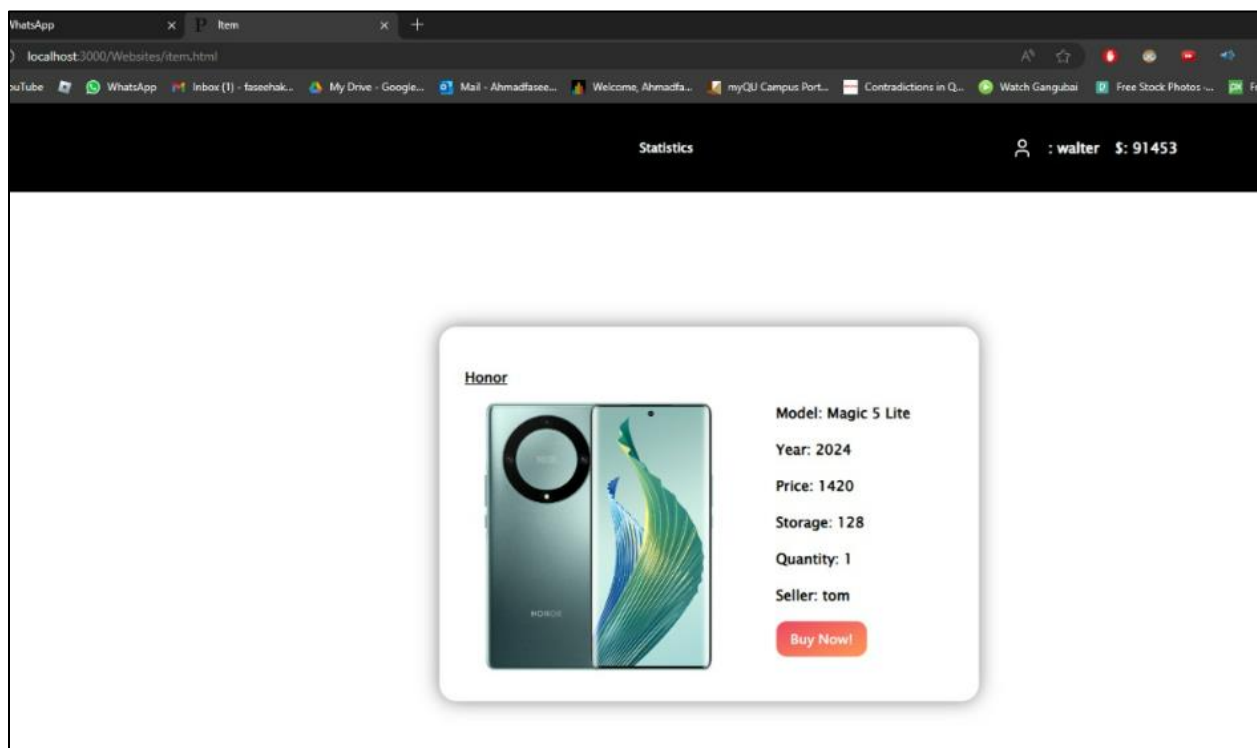 WhatsApp P Item
localhost:3000/Websites/item.html
ouTube WhatsApp Inbox (1) - faseehak... My Drive - Google... Mail - Ahmadfasee... Welcome, Ahmadfa... myQU Campus Port... Contradictions in Q... Watch Gangubai Free Stock Photos -...
Statistics : walter $: 91453
Honor
Model: Magic 5 Lite
Year: 2024
Price: 1420
Storage: 128
Quantity: 1
Seller: tom
HONOR
Buy Now!